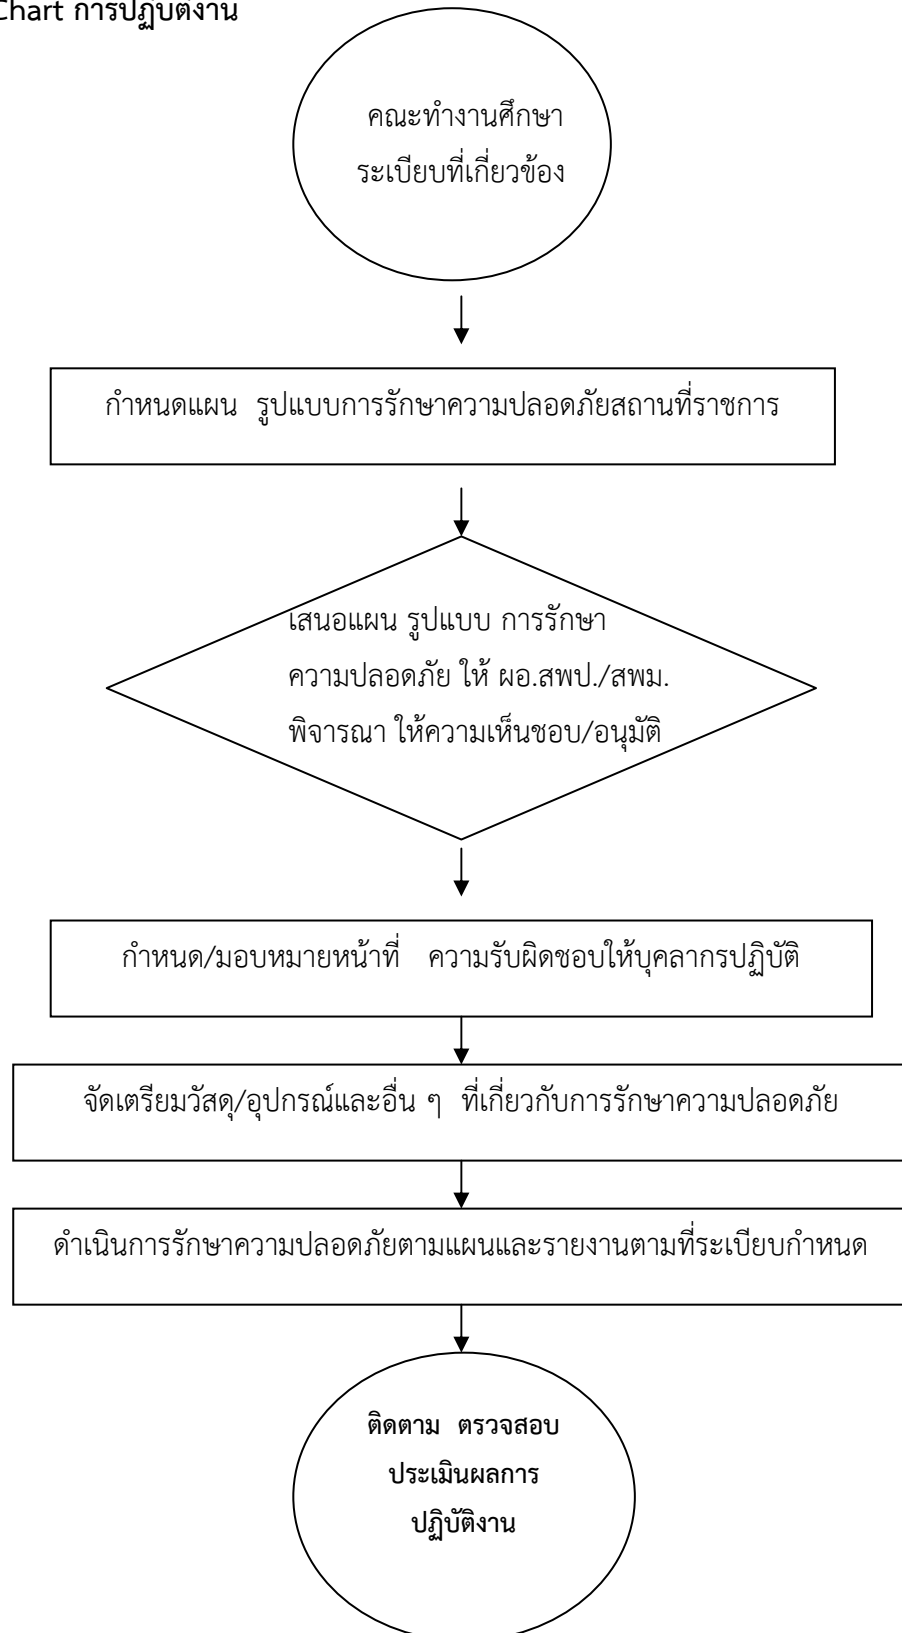 Chart การปฏิบัติงาน
คณะทำงานศึกษา
ระเบียบที่เกี่ยวข้อง
กำหนดแผน รูปแบบการรักษาความปลอดภัยสถานที่ราชการ
เสนอแผน รูปแบบ การรักษา
ความปลอดภัย ให้ ผอ.สพป./สพม.
พิจารณา ให้ความเห็นชอบ/อนุมัติ
กำหนด/มอบหมายหน้าที่ ความรับผิดชอบให้บุคลากรปฏิบัติ
จัดเตรียมวัสดุ/อุปกรณ์และอื่น ๆ ที่เกี่ยวกับการรักษาความปลอดภัย
ดำเนินการรักษาความปลอดภัยตามแผนและรายงานตามที่ระเบียบกำหนด
ติดตาม ตรวจสอบ
ประเมินผลการ
ปฏิบัติงาน